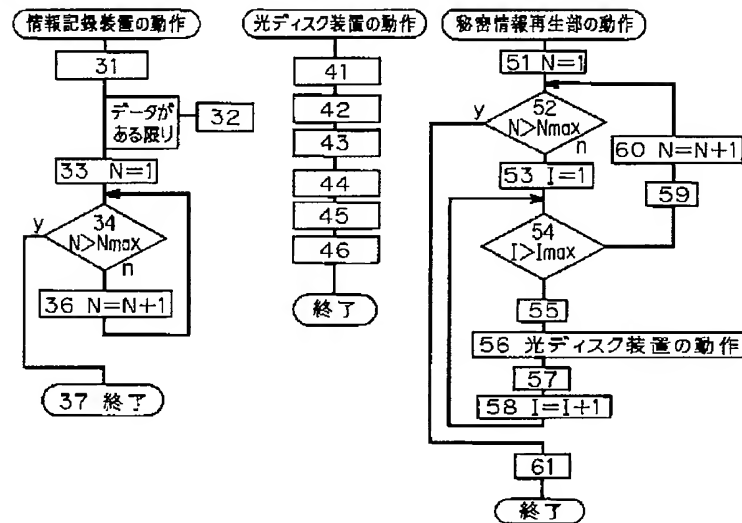 情報記録装置の動作
31
データが
ある限り
32
33 N=1
34
N>Nmax
y
n
36 N=N+1
37 終了
光ディスク装置の動作
41
42
43
44
45
46
終了
秘密情報再生部の動作
51 N=1
52
N>Nmax
y
n
60 N=N+1
53 I=1
59
54
I>Imax
55
56 光ディスク装置の動作
57
58 I=I+1
61
終了